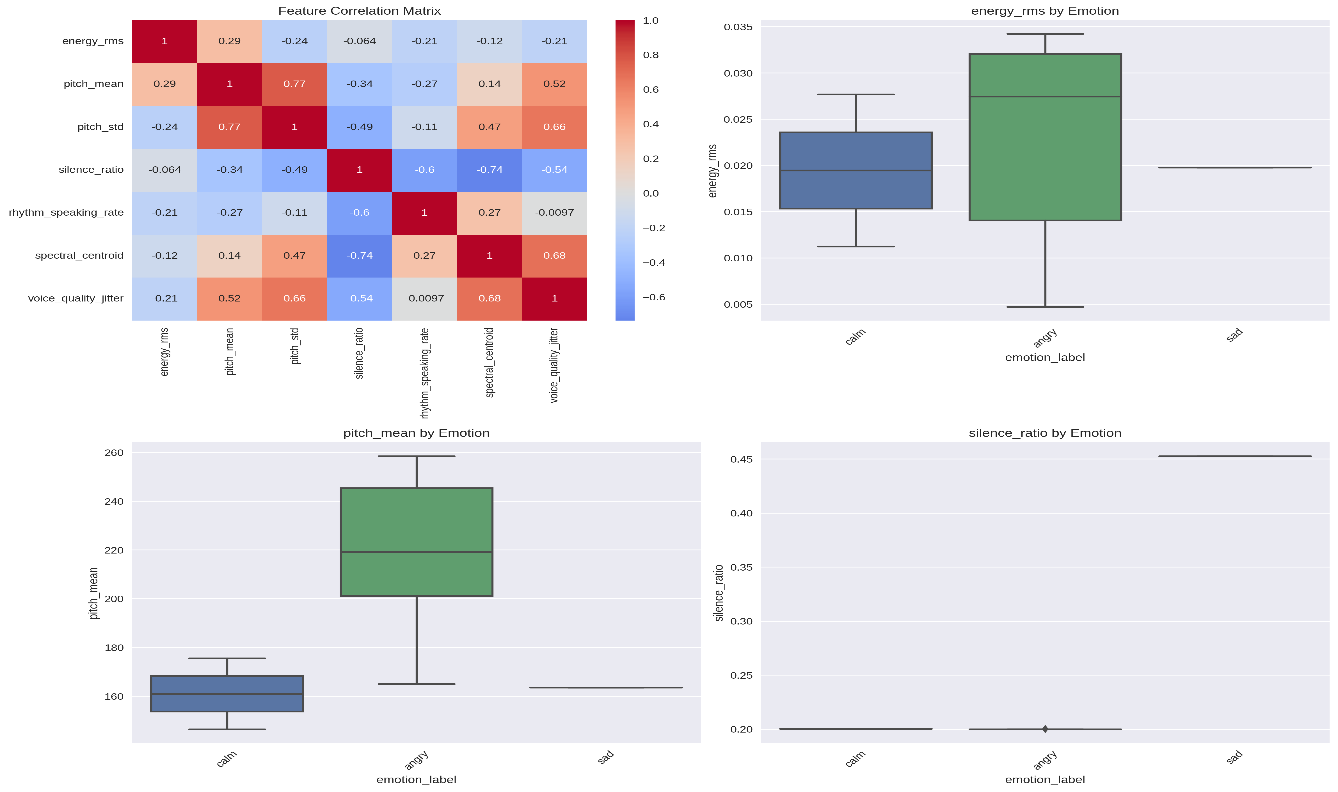 Feature Correlation Matrix
energy_rms 1 0.29 -0.24 -0.064 -0.21 -0.12 -0.21
pitch_mean 0.29 1 0.77 -0.34 -0.27 0.14 0.52
pitch_std -0.24 0.77 1 -0.49 -0.11 0.47 0.66
silence_ratio -0.064 -0.34 -0.49 1 -0.6 -0.74 -0.54
rhythm_speaking_rate -0.21 -0.27 -0.11 -0.6 1 0.27 -0.0097
spectral_centroid -0.12 0.14 0.47 -0.74 0.27 1 0.68
voice_quality_jitter -0.21 0.52 0.66 -0.54 -0.0097 0.68 1
energy_rms
pitch_mean
pitch_std
silence_ratio
rhythm_speaking_rate
spectral_centroid
voice_quality_jitter
1.0
0.8
0.6
0.4
0.2
0.0
−0.2
−0.4
−0.6
energy_rms by Emotion
energy_rms
0.035
0.030
0.025
0.020
0.015
0.010
0.005
calm
angry
sad
emotion_label
pitch_mean by Emotion
pitch_mean
260
240
220
200
180
160
calm
angry
sad
emotion_label
silence_ratio by Emotion
silence_ratio
0.45
0.40
0.35
0.30
0.25
0.20
calm
angry
sad
emotion_label